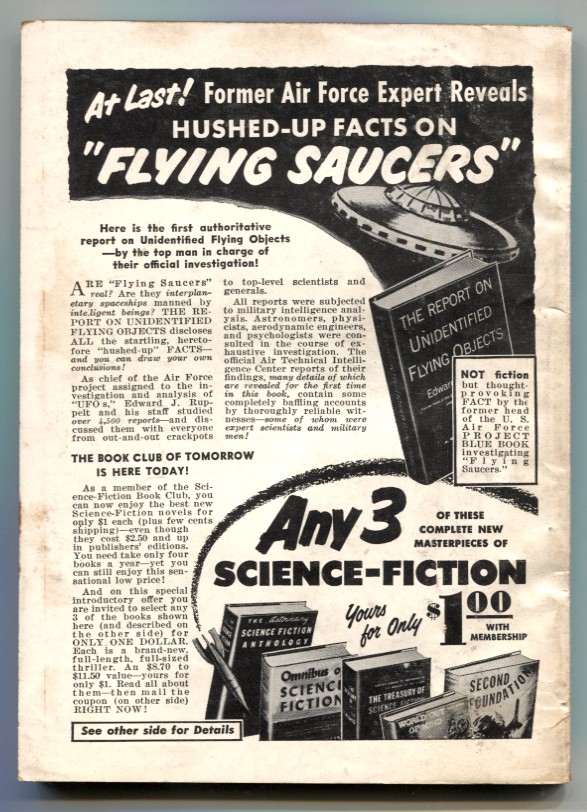 At Last! Former Air Force Expert Reveals
HUSHED-UP FACTS ON
"FLYING SAUCERS"
Here is the first authoritative
report on Unidentified Flying Objects
—by the top man in charge of
their official investigation!
ARE "Flying Saucers"
real? Are they interplan-
etary spaceships manned by
inte.ligent beings? THE RE-
PORT ON UNIDENTIFIED
FLYING OBJECTS discloses
ALL the startling, hereto-
fore "hushed-up" FACTS—
and you can draw your own
conclusions!
As chief of the Air Force
project assigned to the in-
vestigation and analysis of
"UFO s," Edward J. Rup-
pelt and his staff studied
over 4,500 reports—and dis-
cussed them with everyone
from out-and-out crackpots
to top-level scientists and
generals.
All reports were subjected
to military intelligence anal-
ysis. Astronomers, physi-
cists, aerodynamic engineers,
and psychologists were con-
sulted in the course of ex-
haustive investigation. The
official Air Technical Intelli-
gence Center reports of their
findings, many details of which
are revealed for the first time
in this book, contain some
completely baffling accounts
by thoroughly reliable wit-
nesses—some of whom were
expert scientists and military
men!
THE REPORT ON
UNIDENTIFIED
FLYING OBJECTS
Edwar
NOT fiction
but thought-
provoking
FACT by the
former head
of the U. S.
Air Force
PROJECT
BLUE BOOK
investigating
"Flying
Saucers."
THE BOOK CLUB OF TOMORROW
IS HERE TODAY!
As a member of the Sci-
ence-Fiction Book Club, you
can now enjoy the best new
Science-Fiction novels for
only $1 each (plus few cents
shipping)—even though
they cost $2.50 and up
in publishers' editions.
You need take only four
books a year—yet you
can still enjoy this sen-
sational low price!
And on this special
introductory offer you
are invited to select any
3 of the books shown
here (and described on
the other side) for
ONLY ONE DOLLAR.
Each is a brand-new,
full-length, full-sized
thriller. An $8.70 to
$11.50 value—yours for
only $1. Read all about
them—then mail the
coupon (on other side)
RIGHT NOW!
See other side for Details
Any 3
OF THESE
COMPLETE NEW
MASTERPIECES OF
SCIENCE-FICTION
Yours
for Only
$1.00
WITH
MEMBERSHIP
THE Astounding
SCIENCE FICTION
ANTHOLOGY
Omnibus o
SCIENC
FICTION
THE TREASURY OF
SCIENCE FICTION
WORLD
OF
SECOND
FOUNDATION